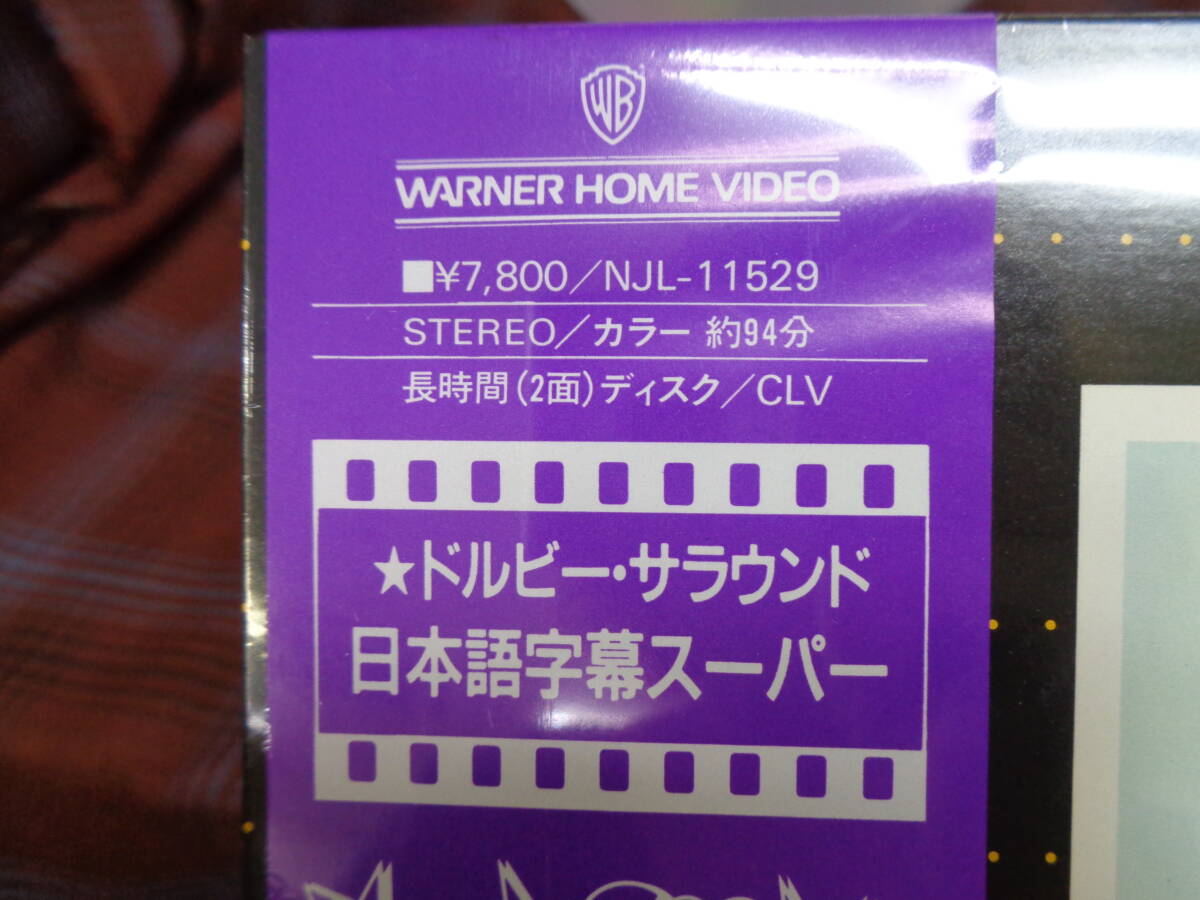 WB
WARNER HOME VIDEO
■¥7,800/NJL-11529
STEREO/カラー 約94分
長時間(2面)ディスク/CLV
★ドルビー・サラウンド
日本語字幕スーパー